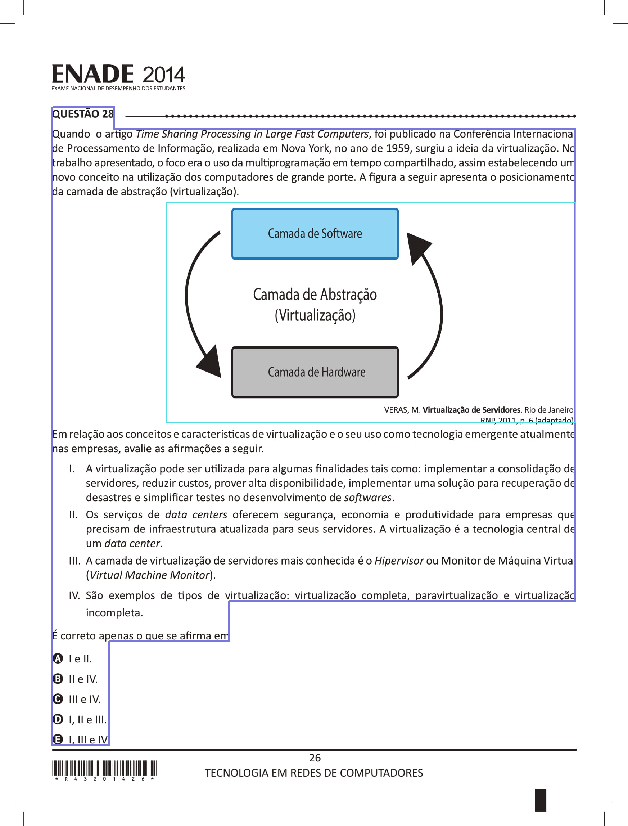 ENADE 2014
EXAME NACIONAL DE DESEMPENHO DOS ESTUDANTES
QUESTÃO 28
Quando o artigo Time Sharing Processing in Large Fast Computers, foi publicado na Conferência Internaciona
de Processamento de Informação, realizada em Nova York, no ano de 1959, surgiu a ideia da virtualização. No
trabalho apresentado, o foco era o uso da multiprogramação em tempo compartilhado, assim estabelecendo um
novo conceito na utilização dos computadores de grande porte. A figura a seguir apresenta o posicionamento
da camada de abstração (virtualização).
Camada de Software
Camada de Abstração
(Virtualização)
Camada de Hardware
VERAS, M. Virtualização de Servidores. Rio de Janeiro
RNP, 2011, p. 6 (adaptado)
Em relação aos conceitos e características de virtualização e o seu uso como tecnologia emergente atualmente
nas empresas, avalie as afirmações a seguir.
I. A virtualização pode ser utilizada para algumas finalidades tais como: implementar a consolidação de
servidores, reduzir custos, prover alta disponibilidade, implementar uma solução para recuperação de
desastres e simplificar testes no desenvolvimento de softwares.
II. Os serviços de data centers oferecem segurança, economia e produtividade para empresas que
precisam de infraestrutura atualizada para seus servidores. A virtualização é a tecnologia central de
um data center.
III. A camada de virtualização de servidores mais conhecida é o Hipervisor ou Monitor de Máquina Virtua
(Virtual Machine Monitor).
IV. São exemplos de tipos de virtualização: virtualização completa, paravirtualização e virtualização
incompleta.
É correto apenas o que se afirma em
A I e II.
B II e IV.
C III e IV.
D I, II e III.
E I, III e IV
26
*R43201426*
TECNOLOGIA EM REDES DE COMPUTADORES